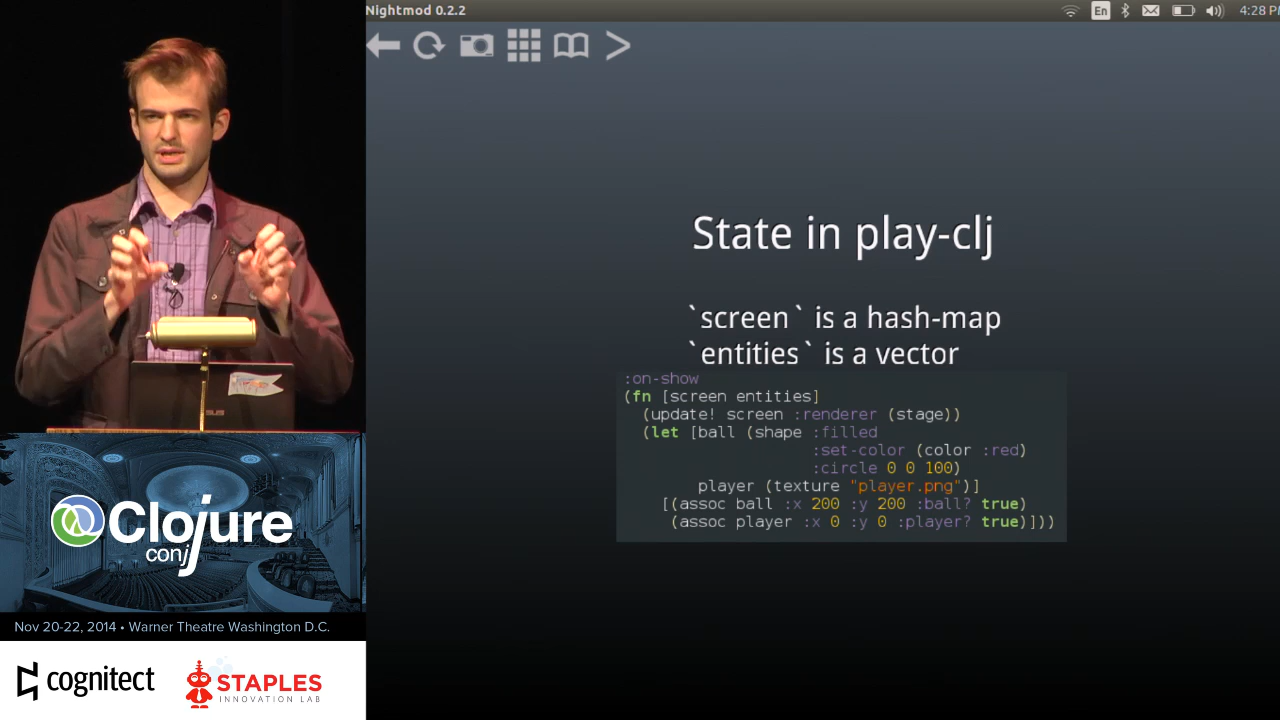 Nightmod 0.2.2
En
4:28 P
State in play-clj
`screen` is a hash-map
`entities` is a vector
:on-show
(fn [screen entities]
  (update! screen :renderer (stage))
  (let [ball (shape :filled
                    :set-color (color :red)
                    :circle 0 0 100)
        player (texture "player.png")]
    [(assoc ball :x 200 :y 200 :ball? true)
     (assoc player :x 0 :y 0 :player? true)]))
ASUS
Clojure
conj
Nov 20-22, 2014 • Warner Theatre Washington D.C.
cognitect
STAPLES
INNOVATION LAB